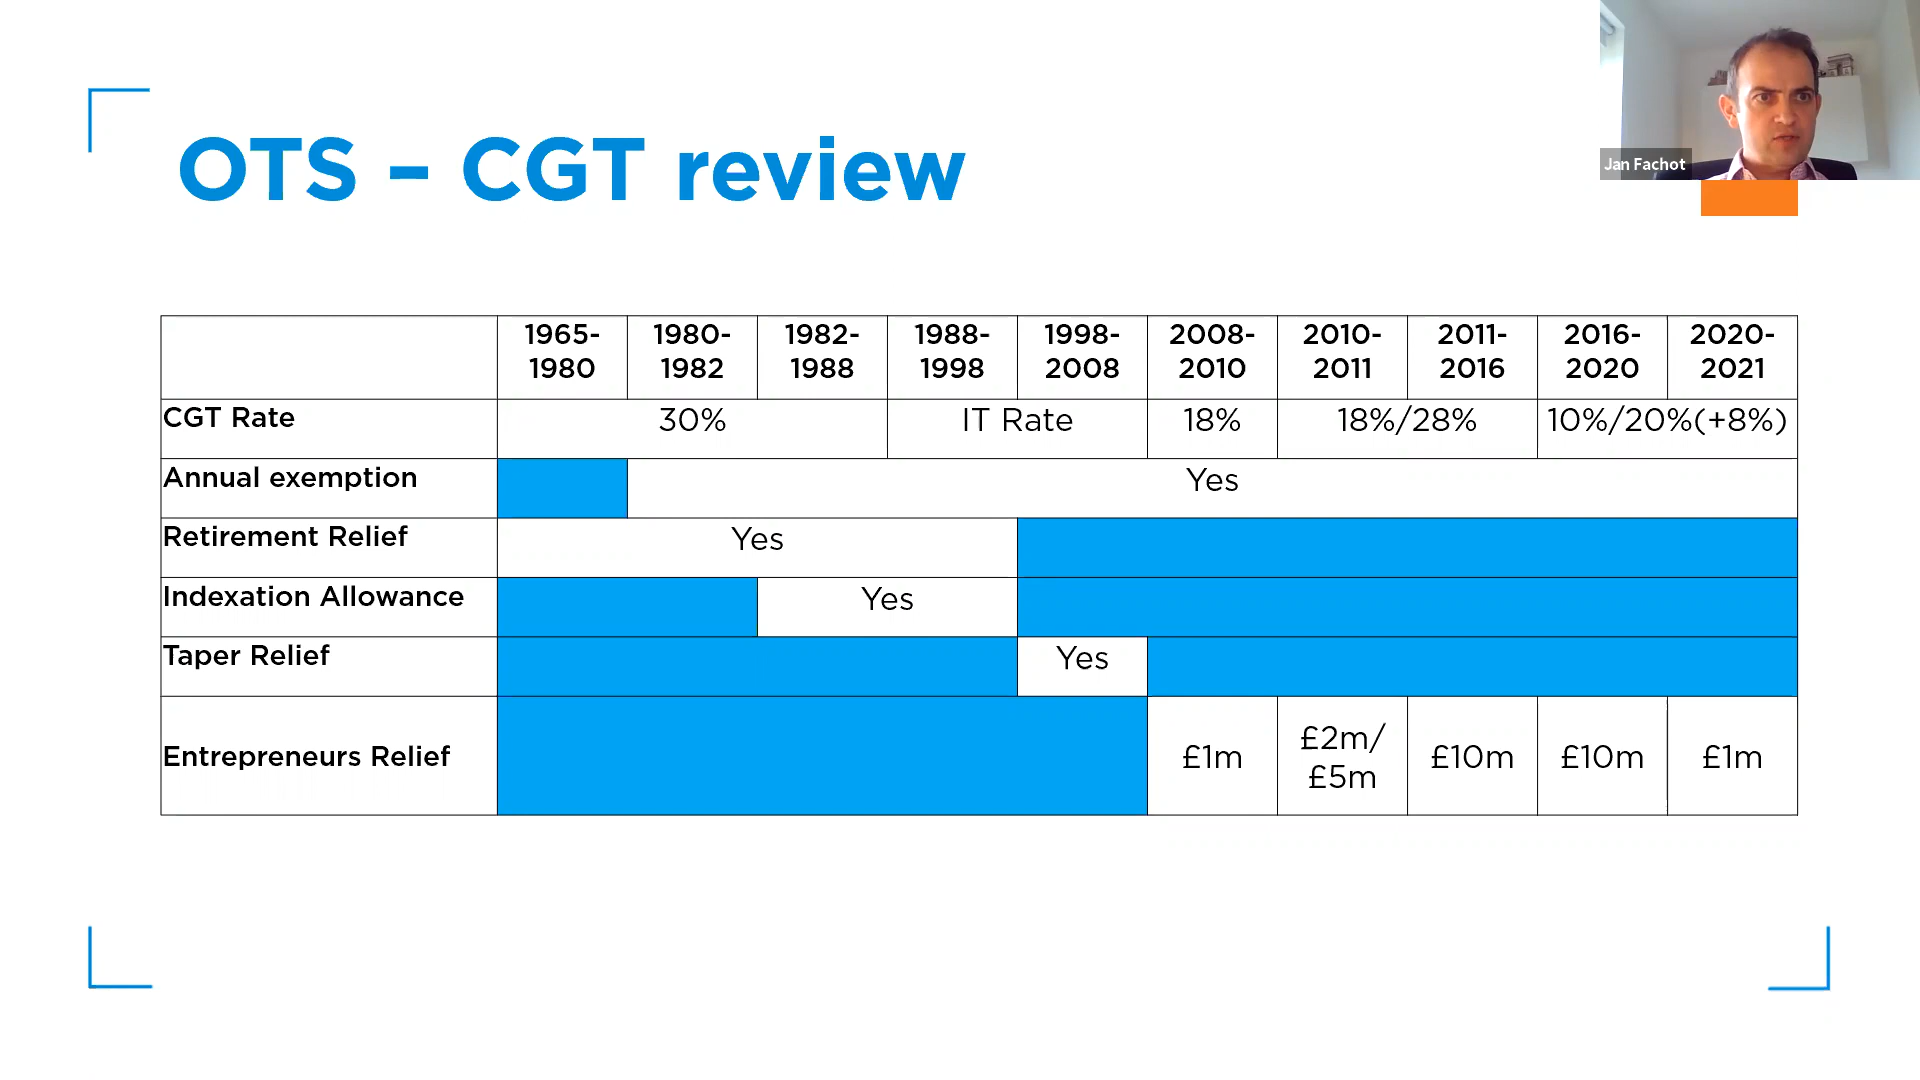 Jan Fachot
OTS – CGT review
1965-
1980
1980-
1982
1982-
1988
1988-
1998
1998-
2008
2008-
2010
2010-
2011
2011-
2016
2016-
2020
2020-
2021
CGT Rate
30%
IT Rate
18%
18%/28%
10%/20%(+8%)
Annual exemption
Yes
Retirement Relief
Yes
Indexation Allowance
Yes
Taper Relief
Yes
Entrepreneurs Relief
£1m
£2m/
£5m
£10m
£10m
£1m